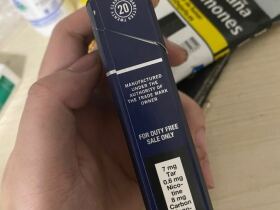 20
MANUFACTURED
UNDER THE
AUTHORITY OF
THE TRADE MARK
OWNER
FOR DUTY FREE
SALE ONLY
7 mg
Tar
0.6 mg
Nico-
tine
8 mg
Carbon